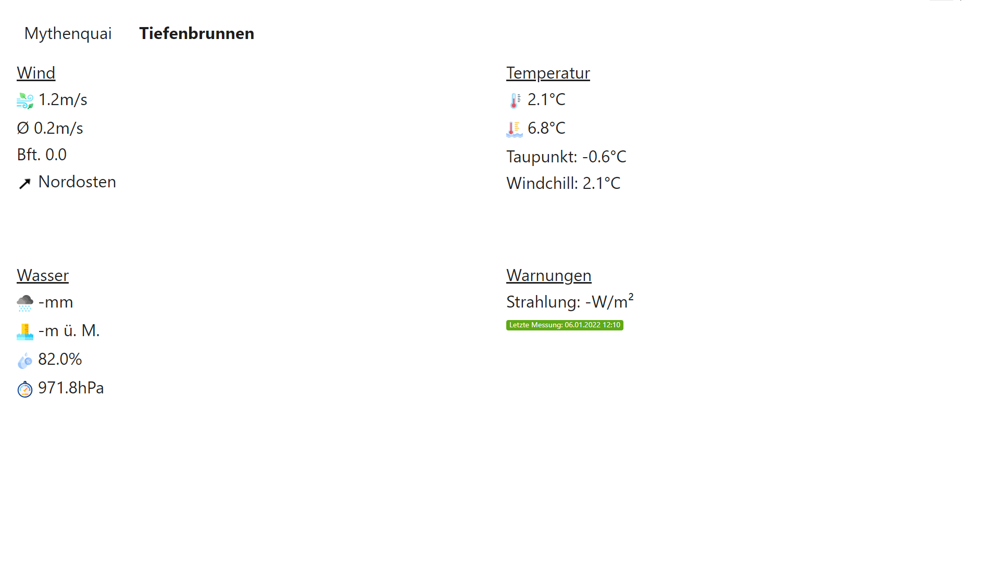 Mythenquai Tiefenbrunnen
Wind
1.2m/s
Ø 0.2m/s
Bft. 0.0
Nordosten
Temperatur
2.1°C
6.8°C
Taupunkt: -0.6°C
Windchill: 2.1°C
Wasser
-mm
-m ü. M.
82.0%
971.8hPa
Warnungen
Strahlung: -W/m²
Letzte Messung: 06.01.2022 12:10